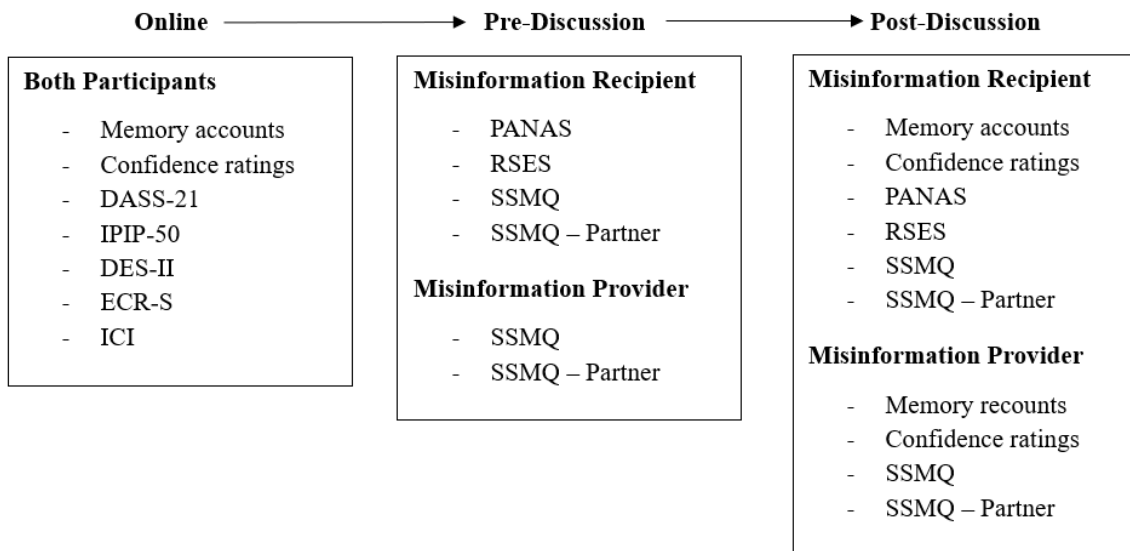 Online
Pre-Discussion
Post-Discussion
Both Participants
- Memory accounts
- Confidence ratings
- DASS-21
- IPIP-50
- DES-II
- ECR-S
- ICI
Misinformation Recipient
- PANAS
- RSES
- SSMQ
- SSMQ – Partner
Misinformation Provider
- SSMQ
- SSMQ – Partner
Misinformation Recipient
- Memory accounts
- Confidence ratings
- PANAS
- RSES
- SSMQ
- SSMQ – Partner
Misinformation Provider
- Memory recounts
- Confidence ratings
- SSMQ
- SSMQ – Partner